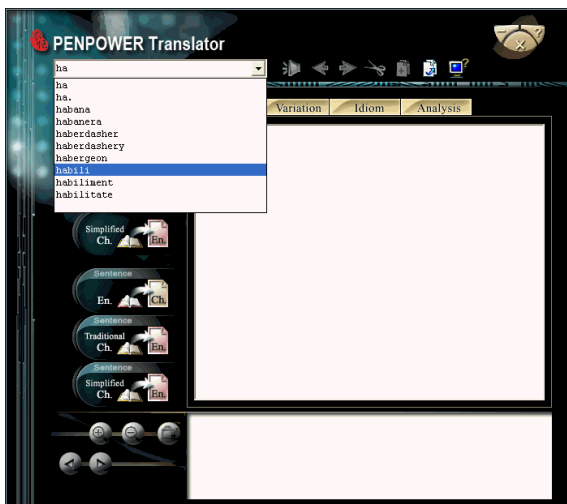 PENPOWER Translator
ha
ha
ha.
habana
habanera
haberdasher
haberdashery
habergeon
habili
habiliment
habilitate
Variation Idiom Analysis
Simplified
Ch. En.
Sentence
En. Ch.
Sentence
Traditional
Ch. En.
Sentence
Simplified
Ch. En.